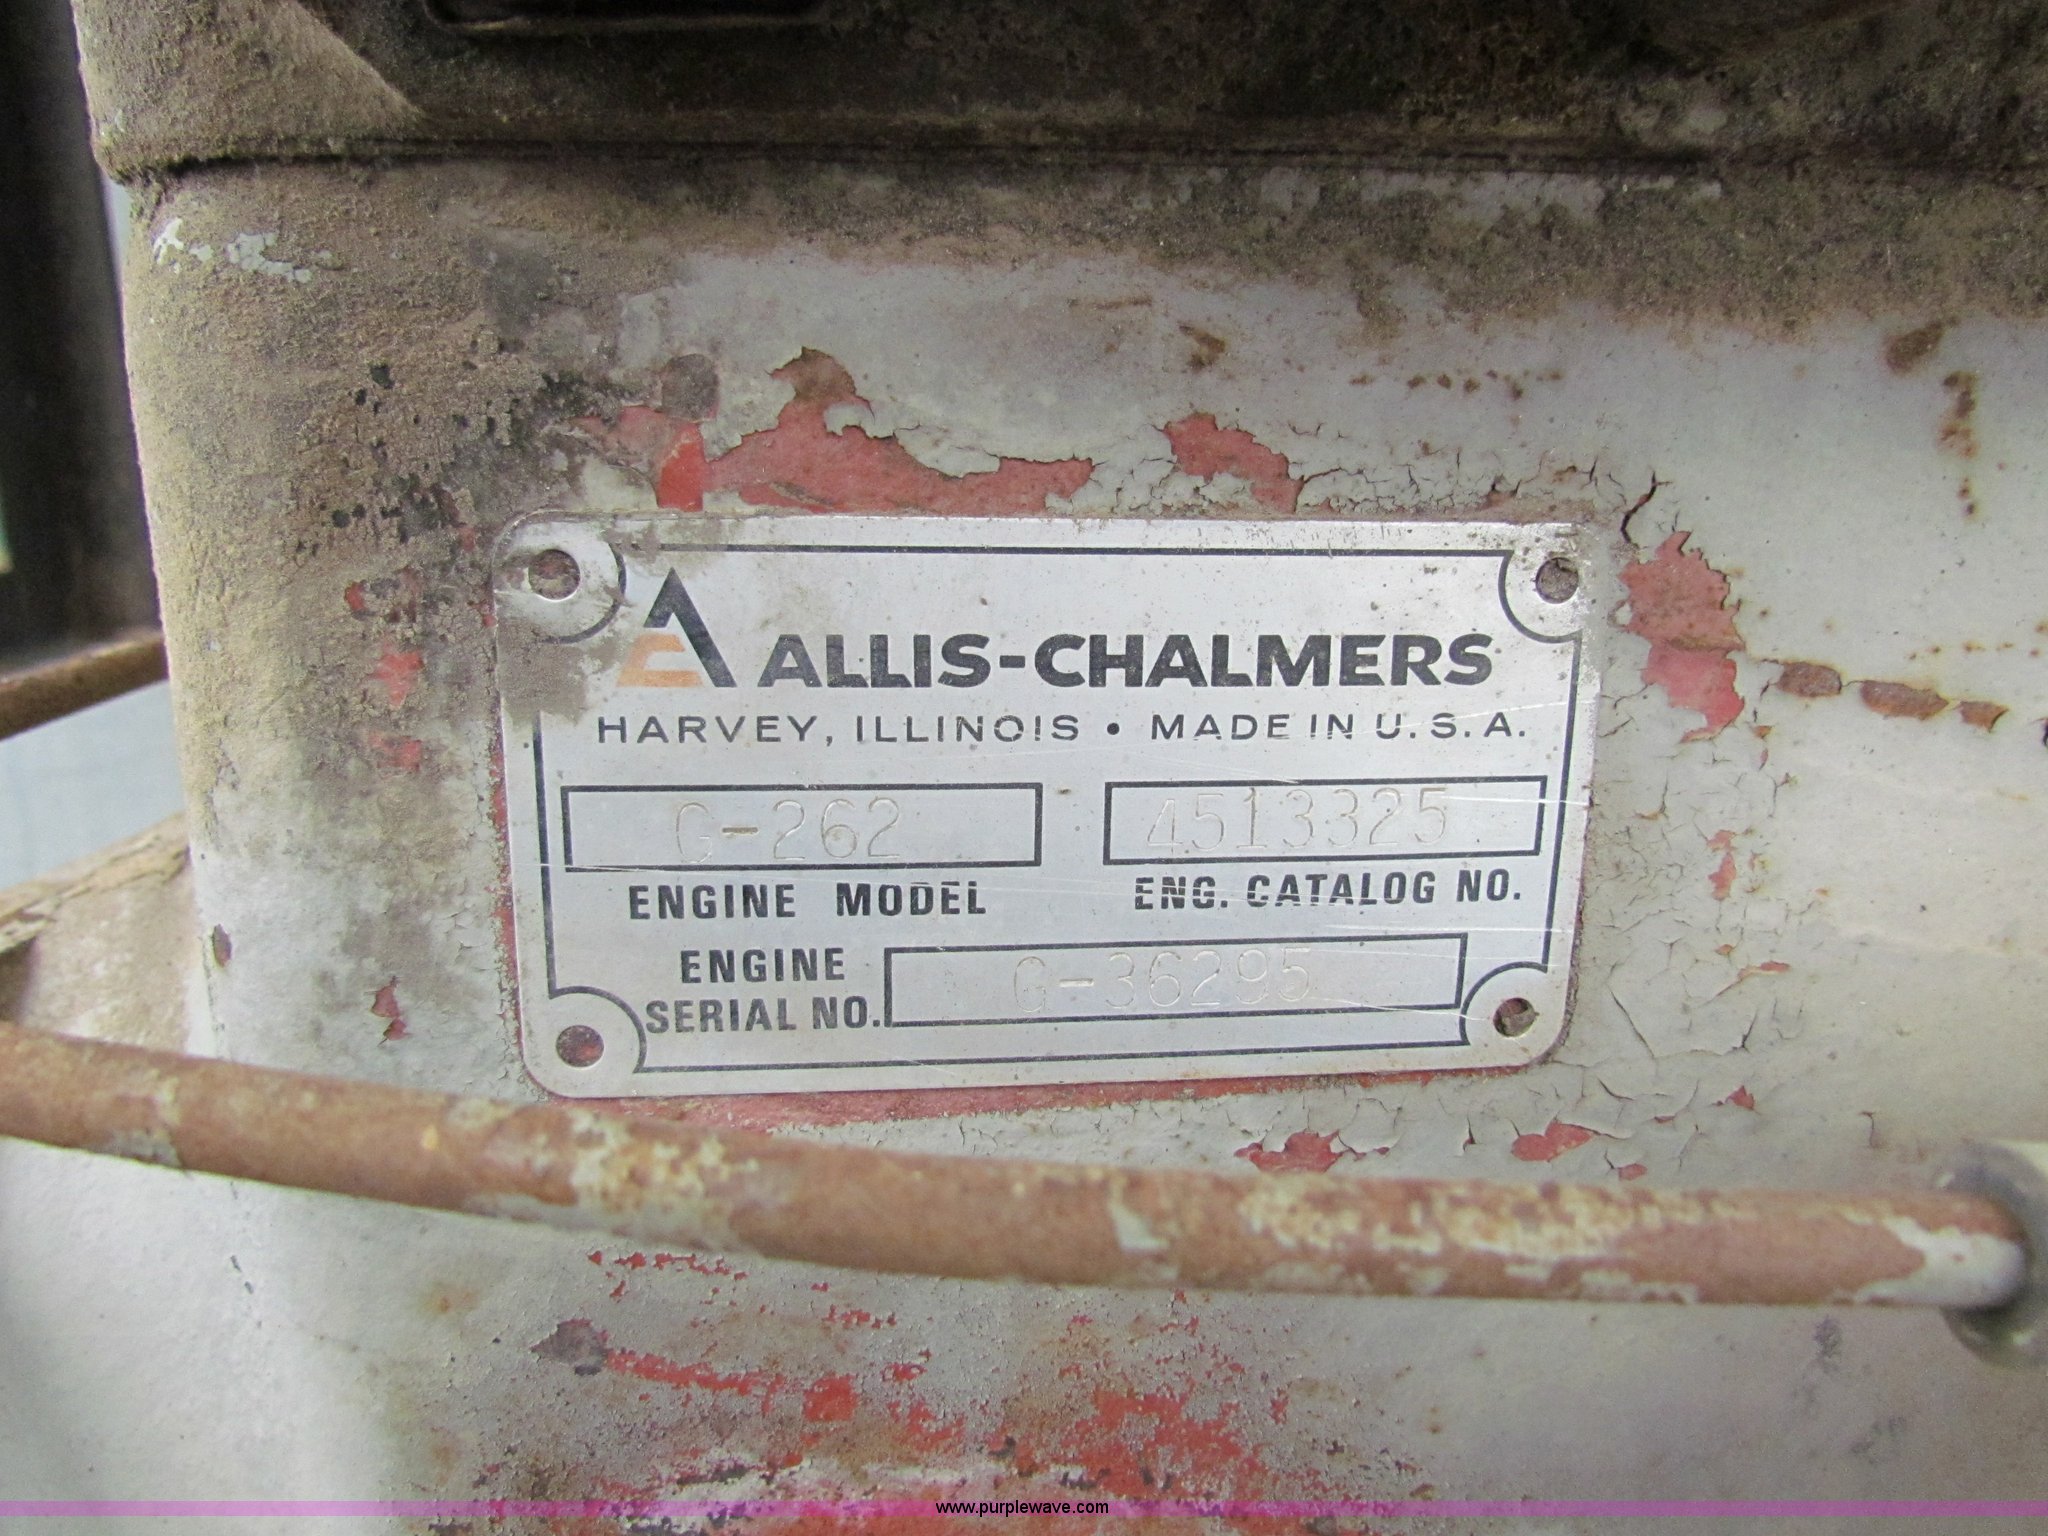 ALLIS-CHALMERS
HARVEY, ILLINOIS • MADE IN U.S.A.
G-262
4513325
ENGINE MODEL
ENG. CATALOG NO.
ENGINE
SERIAL NO.
G-36295
www.purplewave.com